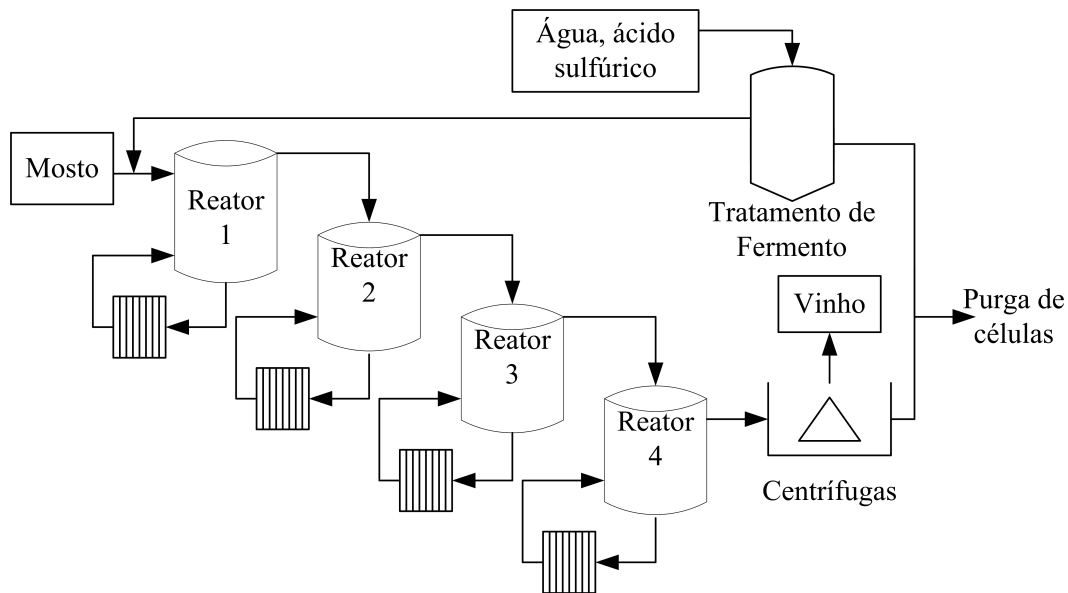 Água, ácido
sulfúrico
Mosto
Reator
1
Tratamento de
Fermento
Reator
2
Vinho
Purga de
células
Reator
3
Reator
4
Centrífugas